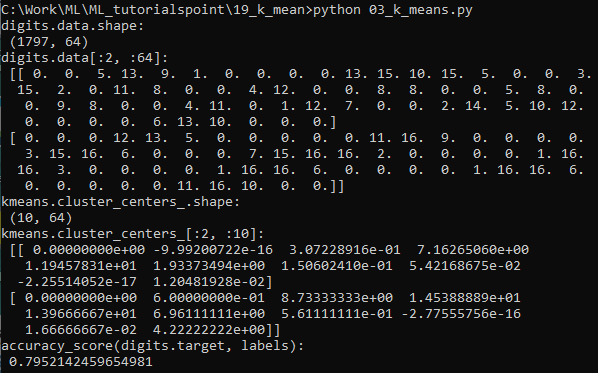 C:\Work\ML\ML_tutorialspoint\19_k_mean>python 03_k_means.py
digits.data.shape:
 (1797, 64)
digits.data[:2, :64]:
 [[ 0.  0.  5. 13.  9.  1.  0.  0.  0.  0. 13. 15. 10. 15.  5.  0.  0.  3.
  15.  2.  0. 11.  8.  0.  0.  4. 12.  0.  0.  8.  8.  0.  0.  5.  8.  0.
   0.  9.  8.  0.  0.  4. 11.  0.  1. 12.  7.  0.  0.  2. 14.  5. 10. 12.
   0.  0.  0.  0.  6. 13. 10.  0.  0.  0.]
 [ 0.  0.  0. 12. 13.  5.  0.  0.  0.  0.  0. 11. 16.  9.  0.  0.  0.  0.
   3. 15. 16.  6.  0.  0.  0.  7. 15. 16. 16.  2.  0.  0.  0.  0.  1. 16.
  16.  3.  0.  0.  0.  0.  1. 16. 16.  6.  0.  0.  0.  0.  1. 16. 16.  6.
   0.  0.  0.  0.  0. 11. 16. 10.  0.  0.]]
kmeans.cluster_centers_.shape:
 (10, 64)
kmeans.cluster_centers_[:2, :10]:
 [[ 0.00000000e+00 -9.99200722e-16  3.07228916e-01  7.16265060e+00
   1.19457831e+01  1.93373494e+00  1.50602410e-01  5.42168675e-02
  -2.25514052e-17  1.20481928e-02]
 [ 0.00000000e+00  6.00000000e-01  8.73333333e+00  1.45388889e+01
   1.39666667e+01  6.96111111e+00  5.61111111e-01 -2.77555756e-16
   1.66666667e-02  4.22222222e+00]]
accuracy_score(digits.target, labels):
 0.7952142459654981